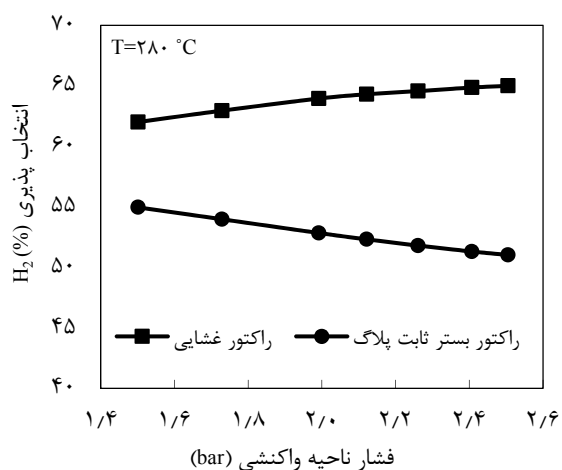 ۷۰
T=۲۸۰ ˚C
۶۵
۶۰
۵۵
۵۰
۴۵
۴۰
انتخاب پذیری H₂ (%)
راکتور غشایی
راکتور بستر ثابت پلاگ
۱٫۴ ۱٫۶ ۱٫۸ ۲٫۰ ۲٫۲ ۲٫۴ ۲٫۶
فشار ناحیه واکنشی (bar)